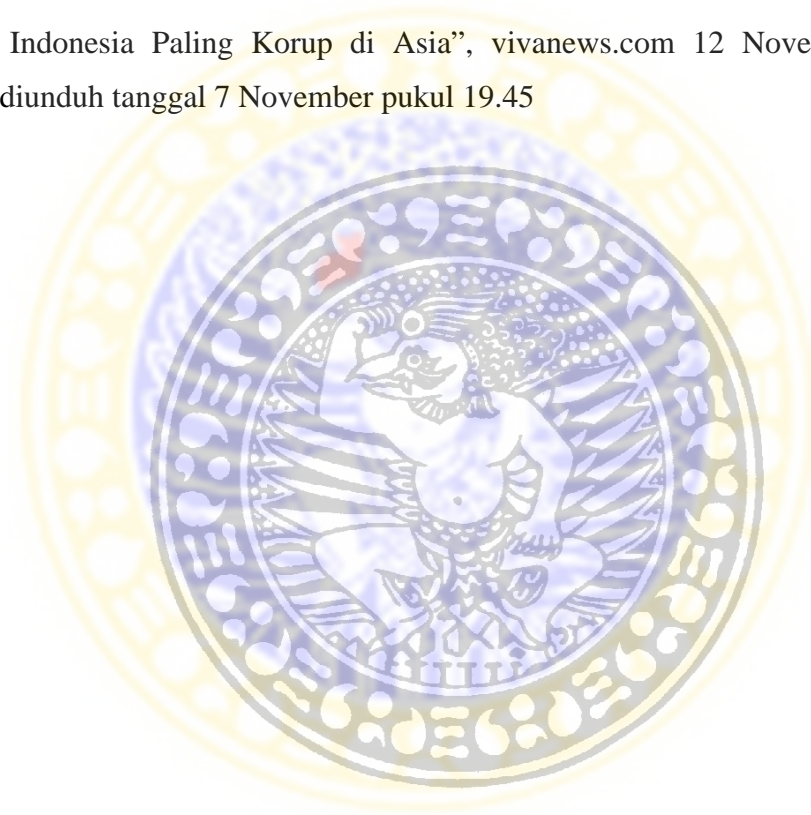 Indonesia Paling Korup di Asia”, vivanews.com 12 Nove
diunduh tanggal 7 November pukul 19.45